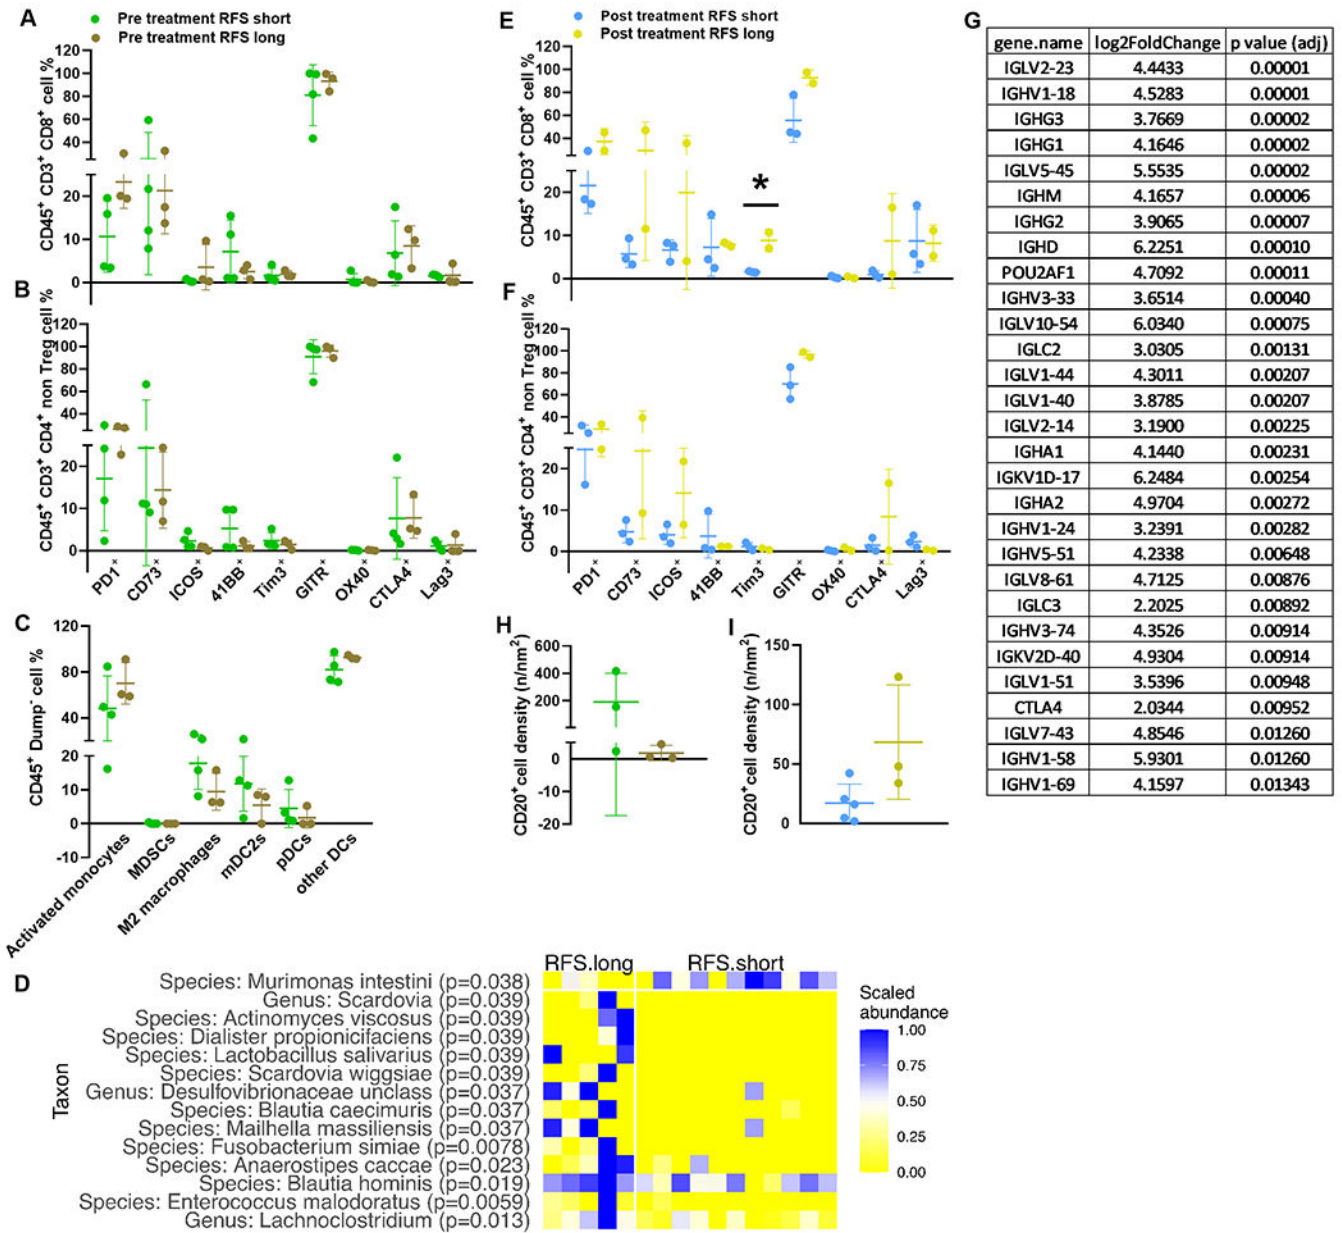 A
Pre treatment RFS short
Pre treatment RFS long
CD45+ CD3+ CD8+ cell %
120
100
80
60
40
20
10
0
B
CD45+ CD3+ CD4+ non Treg cell %
120
100
80
60
40
20
10
0
PD1+
CD73+
ICOS+
41BB+
Tim3+
GITR+
OX40+
CTLA4+
Lag3+
C
CD45+ Dump- cell %
120
80
40
20
10
0
-10
Activated monocytes
MDSCs
M2 macrophages
mDC2s
pDCs
other DCs
E
Post treatment RFS short
Post treatment RFS long
CD45+ CD3+ CD8+ cell %
120
100
80
60
40
20
10
0
*
F
CD45+ CD3+ CD4+ non Treg cell %
120
100
80
60
40
20
10
0
PD1+
CD73+
ICOS+
41BB+
Tim3+
GITR+
OX40+
CTLA4+
Lag3+
H
CD20+cell density (n/nm2)
600
400
200
0
-20
I
CD20+cell density (n/nm2)
150
100
50
0
G
gene.name log2FoldChange p value (adj)
IGLV2-23 4.4433 0.00001
IGHV1-18 4.5283 0.00001
IGHG3 3.7669 0.00002
IGHG1 4.1646 0.00002
IGLV5-45 5.5535 0.00002
IGHM 4.1657 0.00006
IGHG2 3.9065 0.00007
IGHD 6.2251 0.00010
POU2AF1 4.7092 0.00011
IGHV3-33 3.6514 0.00040
IGLV10-54 6.0340 0.00075
IGLC2 3.0305 0.00131
IGLV1-44 4.3011 0.00207
IGLV1-40 3.8785 0.00207
IGLV2-14 3.1900 0.00225
IGHA1 4.1440 0.00231
IGKV1D-17 6.2484 0.00254
IGHA2 4.9704 0.00272
IGHV1-24 3.2391 0.00282
IGHV5-51 4.2338 0.00648
IGLV8-61 4.7125 0.00876
IGLC3 2.2025 0.00892
IGHV3-74 4.3526 0.00914
IGKV2D-40 4.9304 0.00914
IGLV1-51 3.5396 0.00948
CTLA4 2.0344 0.00952
IGLV7-43 4.8546 0.01260
IGHV1-58 5.9301 0.01260
IGHV1-69 4.1597 0.01343
D
RFS.long RFS.short
Taxon
Species: Murimonas intestini (p=0.038)
Genus: Scardovia (p=0.039)
Species: Actinomyces viscosus (p=0.039)
Species: Dialister propionicifaciens (p=0.039)
Species: Lactobacillus salivarius (p=0.039)
Species: Scardovia wiggsiae (p=0.039)
Genus: Desulfovibrionaceae unclass (p=0.037)
Species: Blautia caecimuris (p=0.037)
Species: Mailhella massiliensis (p=0.037)
Species: Fusobacterium simiae (p=0.0078)
Species: Anaerostipes caccae (p=0.023)
Species: Blautia hominis (p=0.019)
Species: Enterococcus malodoratus (p=0.0059)
Genus: Lachnoclostridium (p=0.013)
Scaled
abundance
1.00
0.75
0.50
0.25
0.00